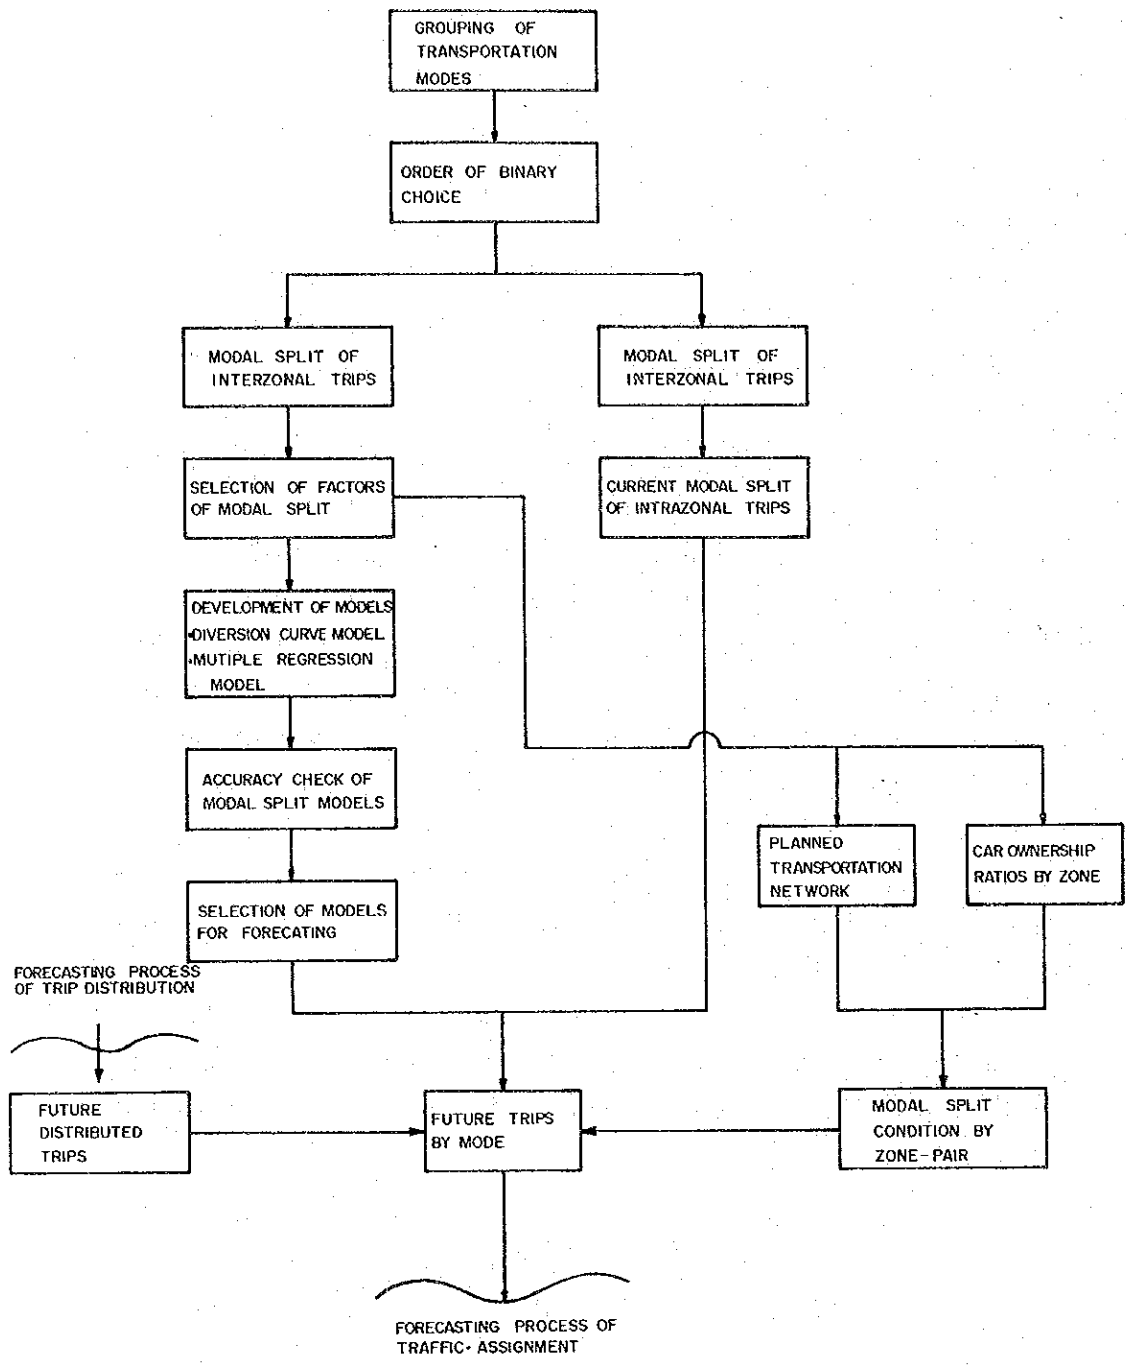 GROUPING OF
TRANSPORTATION
MODES
ORDER OF BINARY
CHOICE
MODAL SPLIT OF
INTERZONAL TRIPS
MODAL SPLIT OF
INTERZONAL TRIPS
SELECTION OF FACTORS
OF MODAL SPLIT
CURRENT MODAL SPLIT
OF INTRAZONAL TRIPS
DEVELOPMENT OF MODELS
•DIVERSION CURVE MODEL
•MUTIPLE REGRESSION
MODEL
ACCURACY CHECK OF
MODAL SPLIT MODELS
PLANNED
TRANSPORTATION
NETWORK
CAR OWNERSHIP
RATIOS BY ZONE
SELECTION OF MODELS
FOR FORECATING
FORECASTING PROCESS
OF TRIP DISTRIBUTION
FUTURE
DISTRIBUTED
TRIPS
FUTURE TRIPS
BY MODE
MODAL SPLIT
CONDITION BY
ZONE-PAIR
FORECASTING PROCESS OF
TRAFFIC· ASSIGNMENT